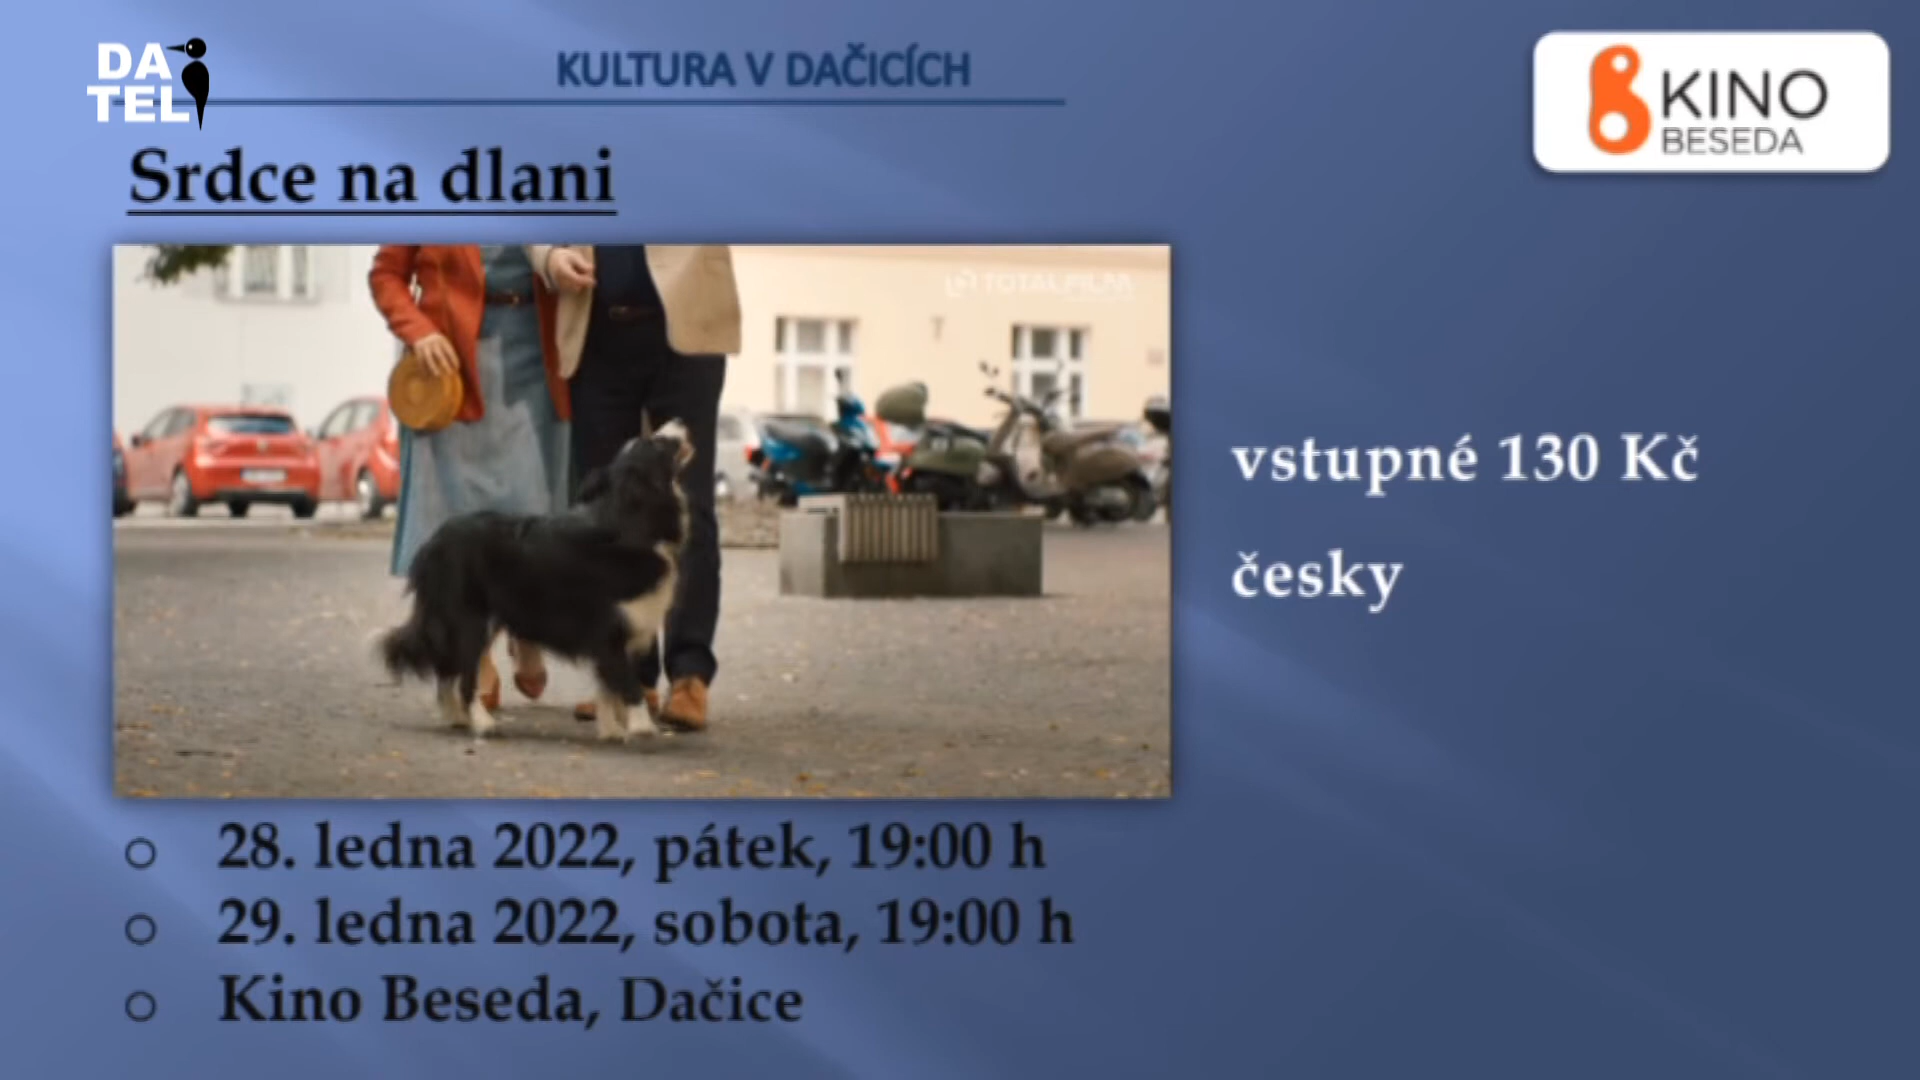 DA
TEL
KULTURA V DAČICÍCH
KINO
BESEDA
Srdce na dlani
TOTALFILM
vstupné 130 Kč
česky
28. ledna 2022, pátek, 19:00 h
29. ledna 2022, sobota, 19:00 h
Kino Beseda, Dačice